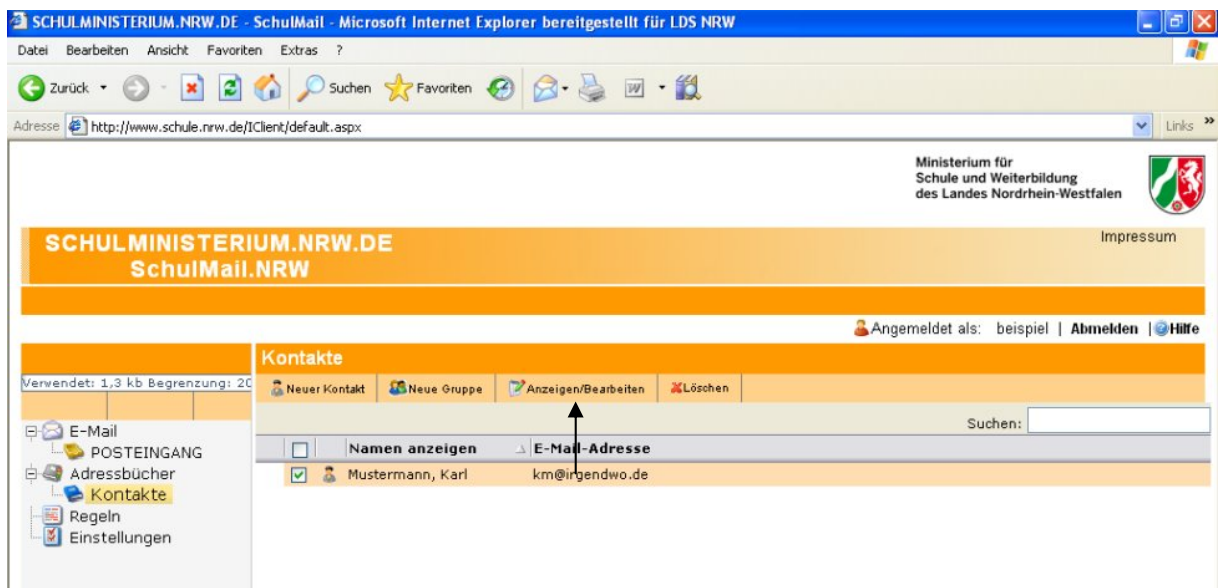 SCHULMINISTERIUM.NRW.DE - SchulMail - Microsoft Internet Explorer bereitgestellt für LDS NRW
Datei Bearbeiten Ansicht Favoriten Extras ?
Zurück Suchen Favoriten
Adresse http://www.schule.nrw.de/IClient/default.aspx Links »
Ministerium für
Schule und Weiterbildung
des Landes Nordrhein-Westfalen
SCHULMINISTERIUM.NRW.DE
SchulMail.NRW
Impressum
Angemeldet als: beispiel | Abmelden | Hilfe
Kontakte
Verwendet: 1,3 kb Begrenzung: 20
Neuer Kontakt Neue Gruppe Anzeigen/Bearbeiten Löschen
Suchen:
E-Mail
POSTEINGANG
Adressbücher
Kontakte
Regeln
Einstellungen
Namen anzeigen E-Mail-Adresse
Mustermann, Karl km@irgendwo.de